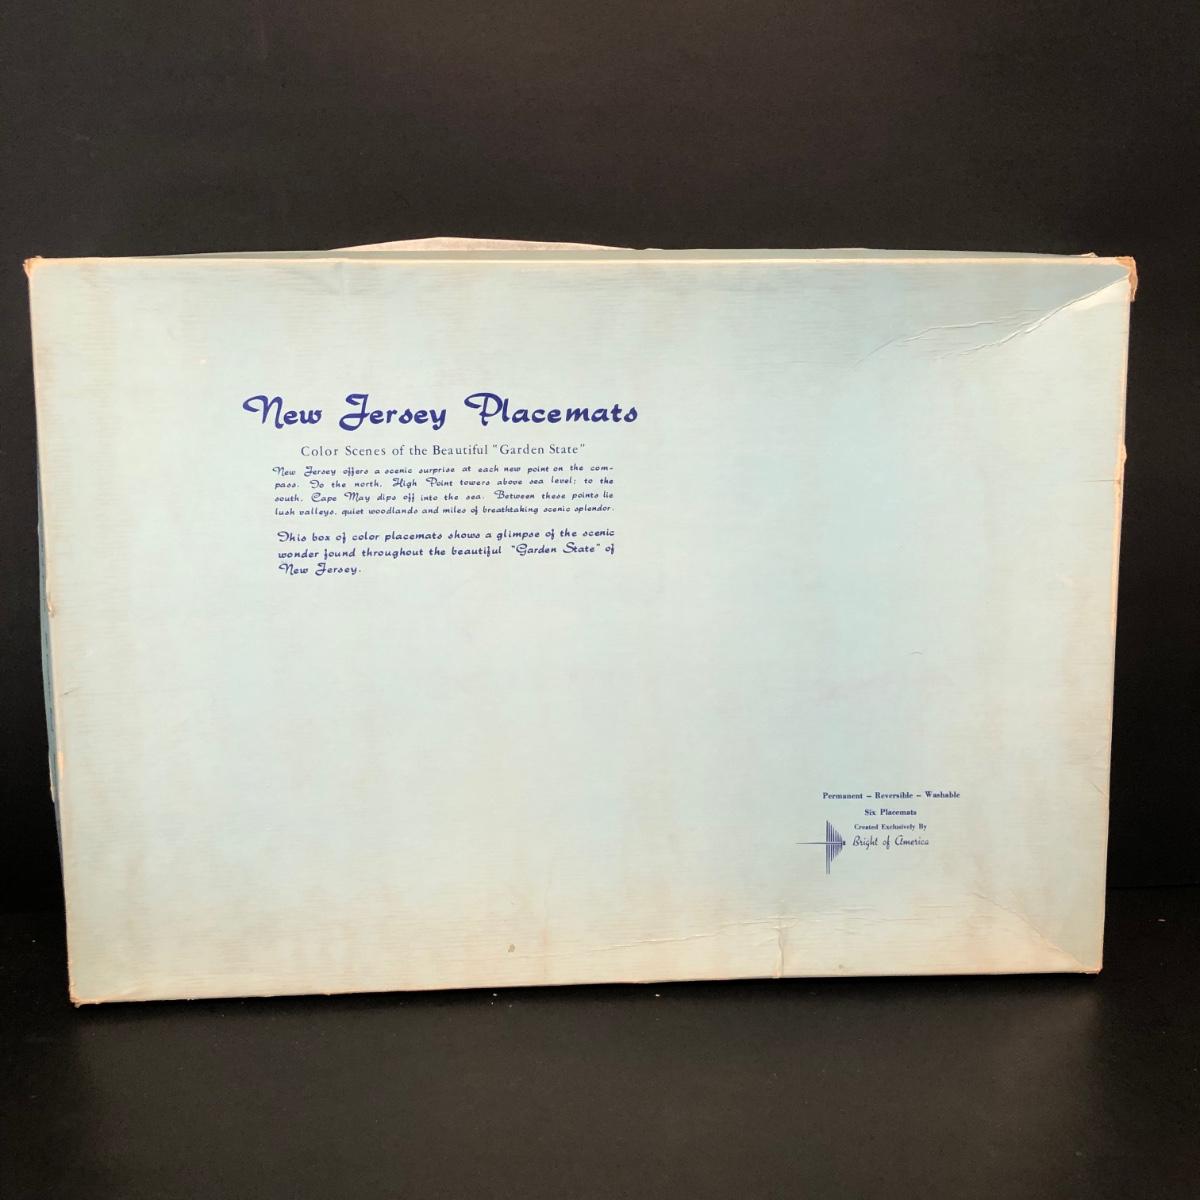 New Jersey Placemats
Color Scenes of the Beautiful "Garden State"
New Jersey offers a scenic surprise at each new point on the com-
pass. To the north, High Point towers above sea level; to the
south, Cape May dips off into the sea. Between these points lie
lush valleys, quiet woodlands and miles of breathtaking scenic splendor.
This box of color placemats shows a glimpse of the scenic
wonder found throughout the beautiful "Garden State" of
New Jersey.
Permanent – Reversible – Washable
Six Placemats
Created Exclusively By
Bright of America